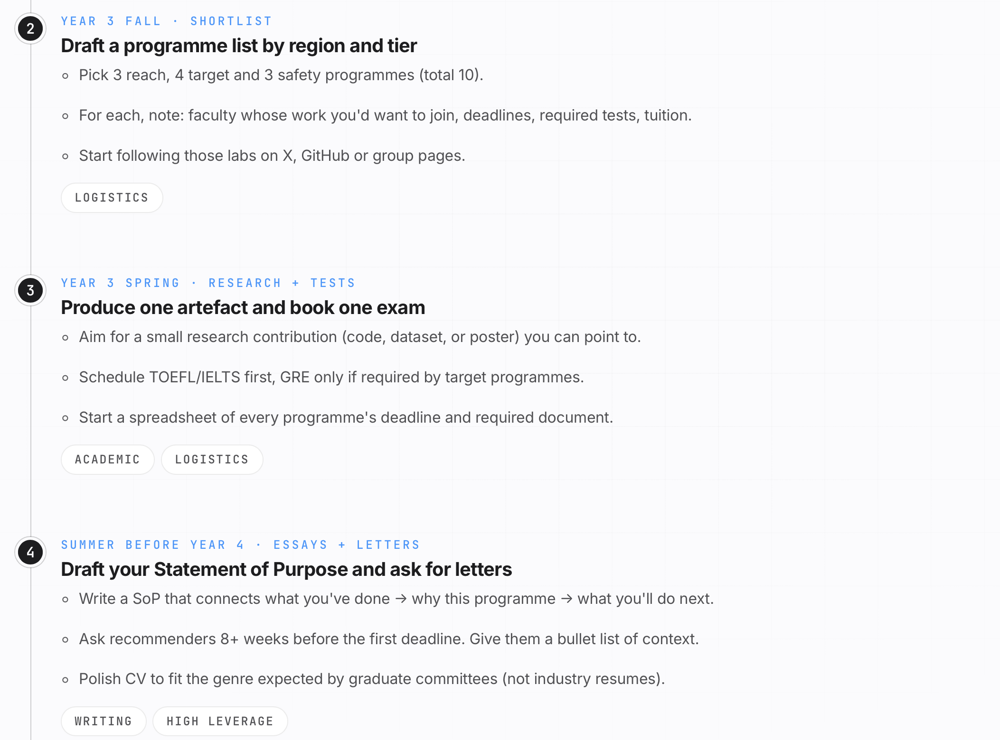 2
YEAR 3 FALL · SHORTLIST
Draft a programme list by region and tier
Pick 3 reach, 4 target and 3 safety programmes (total 10).
For each, note: faculty whose work you'd want to join, deadlines, required tests, tuition.
Start following those labs on X, GitHub or group pages.
LOGISTICS
3
YEAR 3 SPRING · RESEARCH + TESTS
Produce one artefact and book one exam
Aim for a small research contribution (code, dataset, or poster) you can point to.
Schedule TOEFL/IELTS first, GRE only if required by target programmes.
Start a spreadsheet of every programme's deadline and required document.
ACADEMIC LOGISTICS
4
SUMMER BEFORE YEAR 4 · ESSAYS + LETTERS
Draft your Statement of Purpose and ask for letters
Write a SoP that connects what you've done → why this programme → what you'll do next.
Ask recommenders 8+ weeks before the first deadline. Give them a bullet list of context.
Polish CV to fit the genre expected by graduate committees (not industry resumes).
WRITING HIGH LEVERAGE